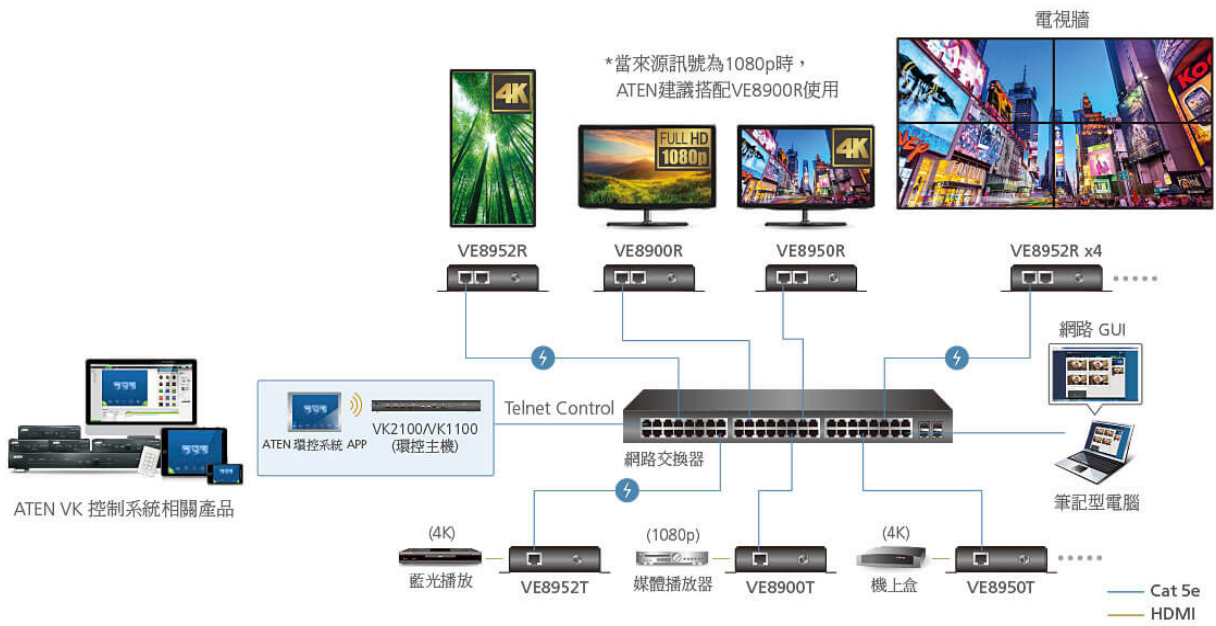 電視牆
*當來源訊號為1080p時，
ATEN建議搭配VE8900R使用
4K
FULL HD
1080p
4K
VE8952R
VE8900R
VE8950R
VE8952R x4
網路 GUI
Telnet Control
ATEN 環控系統 APP
VK2100/VK1100
(環控主機)
網路交換器
筆記型電腦
ATEN VK 控制系統相關產品
(4K)
藍光播放
VE8952T
(1080p)
媒體播放器
VE8900T
(4K)
機上盒
VE8950T
Cat 5e
HDMI